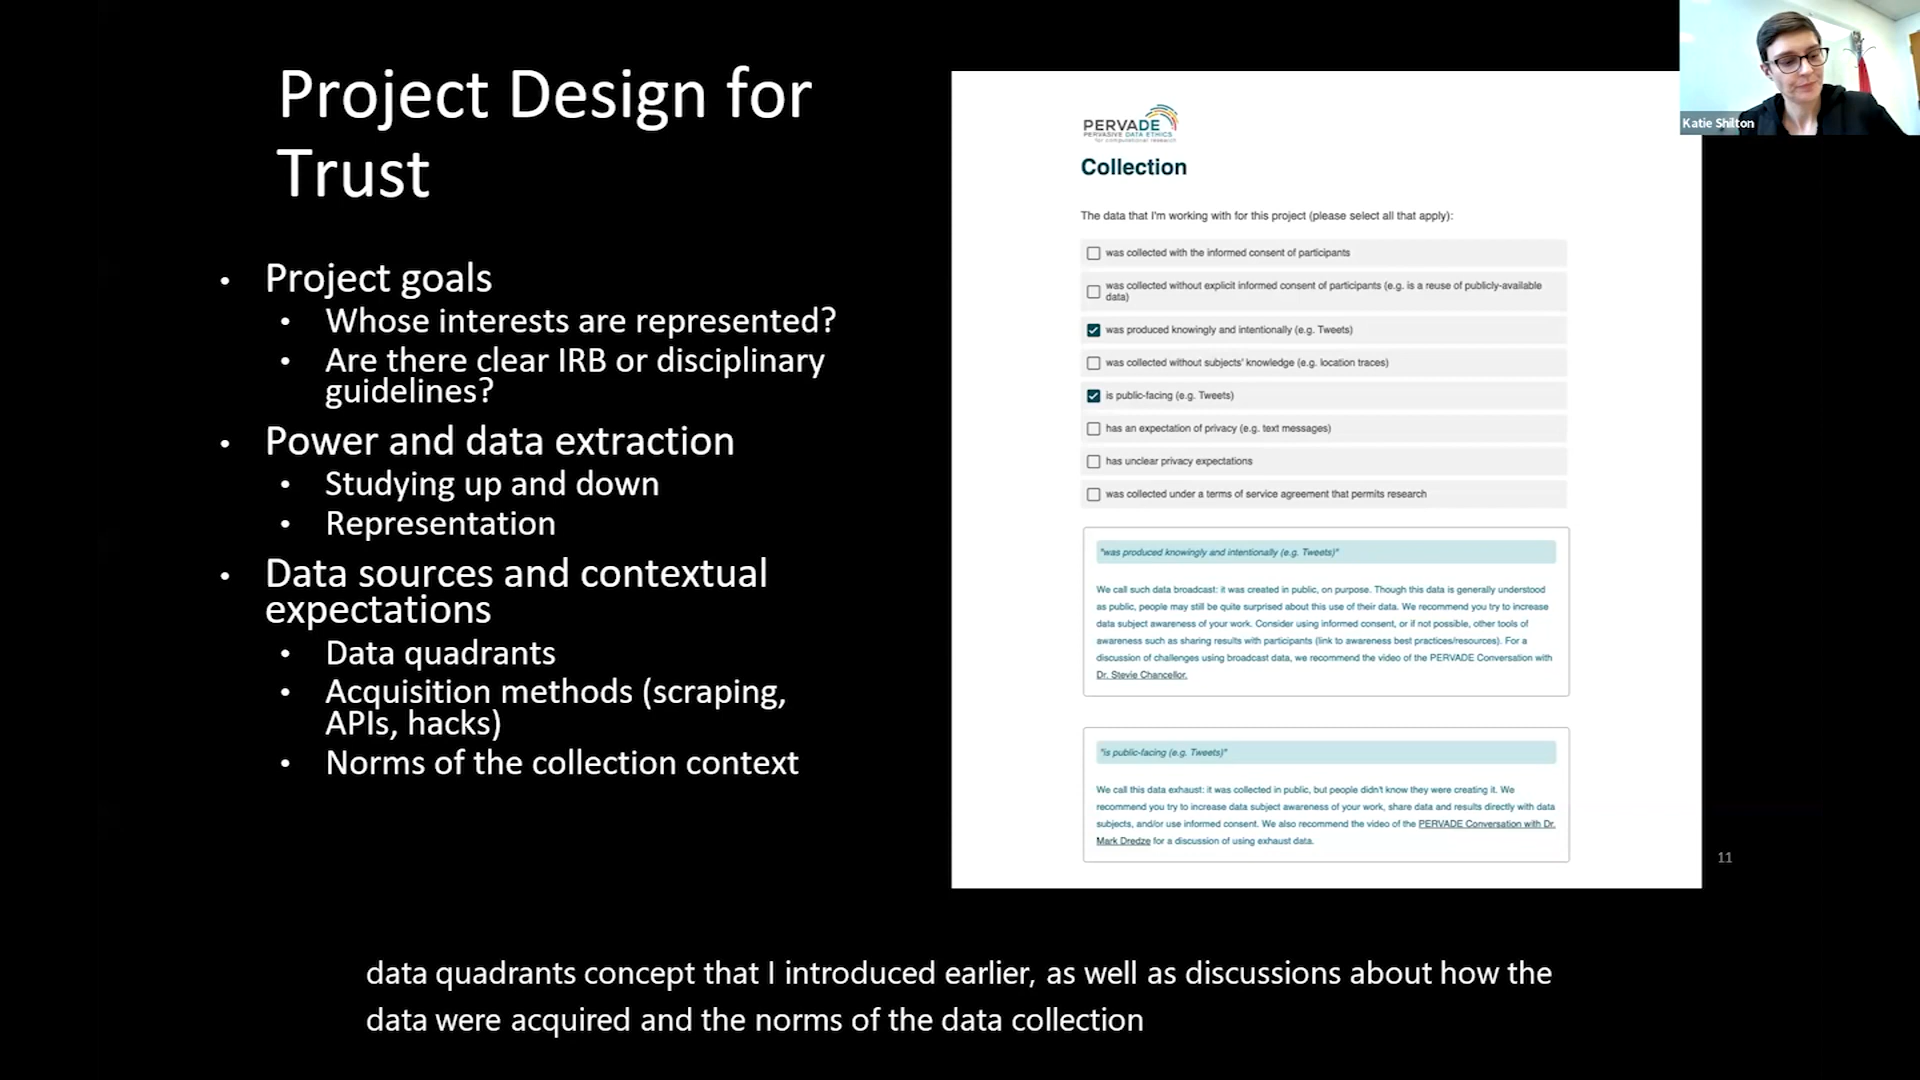 Project Design for
Trust
• Project goals
• Whose interests are represented?
• Are there clear IRB or disciplinary
guidelines?
• Power and data extraction
• Studying up and down
• Representation
• Data sources and contextual
expectations
• Data quadrants
• Acquisition methods (scraping,
APIs, hacks)
• Norms of the collection context
PERVADE
PERVASIVE DATA ETHICS
for computational research
Collection
The data that I'm working with for this project (please select all that apply):
was collected with the informed consent of participants
was collected without explicit informed consent of participants (e.g. is a reuse of publicly-available
data)
was produced knowingly and intentionally (e.g. Tweets)
was collected without subjects' knowledge (e.g. location traces)
is public-facing (e.g. Tweets)
has an expectation of privacy (e.g. text messages)
has unclear privacy expectations
was collected under a terms of service agreement that permits research
"was produced knowingly and intentionally (e.g. Tweets)"
We call such data broadcast: it was created in public, on purpose. Though this data is generally understood
as public, people may still be quite surprised about this use of their data. We recommend you try to increase
data subject awareness of your work. Consider using informed consent, or if not possible, other tools of
awareness such as sharing results with participants (link to awareness best practices/resources). For a
discussion of challenges using broadcast data, we recommend the video of the PERVADE Conversation with
Dr. Stevie Chancellor.
"is public-facing (e.g. Tweets)"
We call this data exhaust: it was collected in public, but people didn't know they were creating it. We
recommend you try to increase data subject awareness of your work, share data and results directly with data
subjects, and/or use informed consent. We also recommend the video of the PERVADE Conversation with Dr.
Mark Dredze for a discussion of using exhaust data.
Katie Shilton
11
data quadrants concept that I introduced earlier, as well as discussions about how the
data were acquired and the norms of the data collection